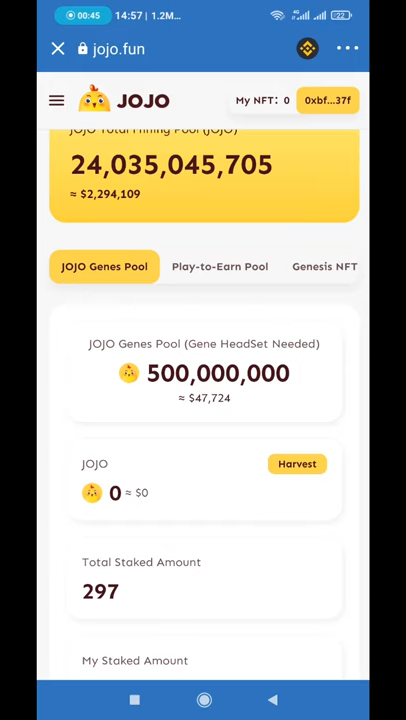 00:45 14:57 | 1.2M... 4G 22
jojo.fun
JOJO My NFT: 0 0xbf...37f
JOJO Total Mining Pool (JOJO)
24,035,045,705
≈ $2,294,109
JOJO Genes Pool Play-to-Earn Pool Genesis NFT
JOJO Genes Pool (Gene HeadSet Needed)
500,000,000
≈ $47,724
JOJO Harvest
0 ≈ $0
Total Staked Amount
297
My Staked Amount